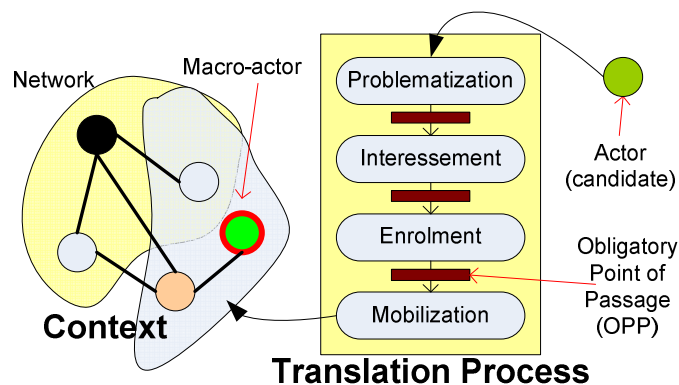 Network
Macro-actor
Context
Problematization
Interessement
Enrolment
Mobilization
Translation Process
Actor
(candidate)
Obligatory
Point of
Passage
(OPP)